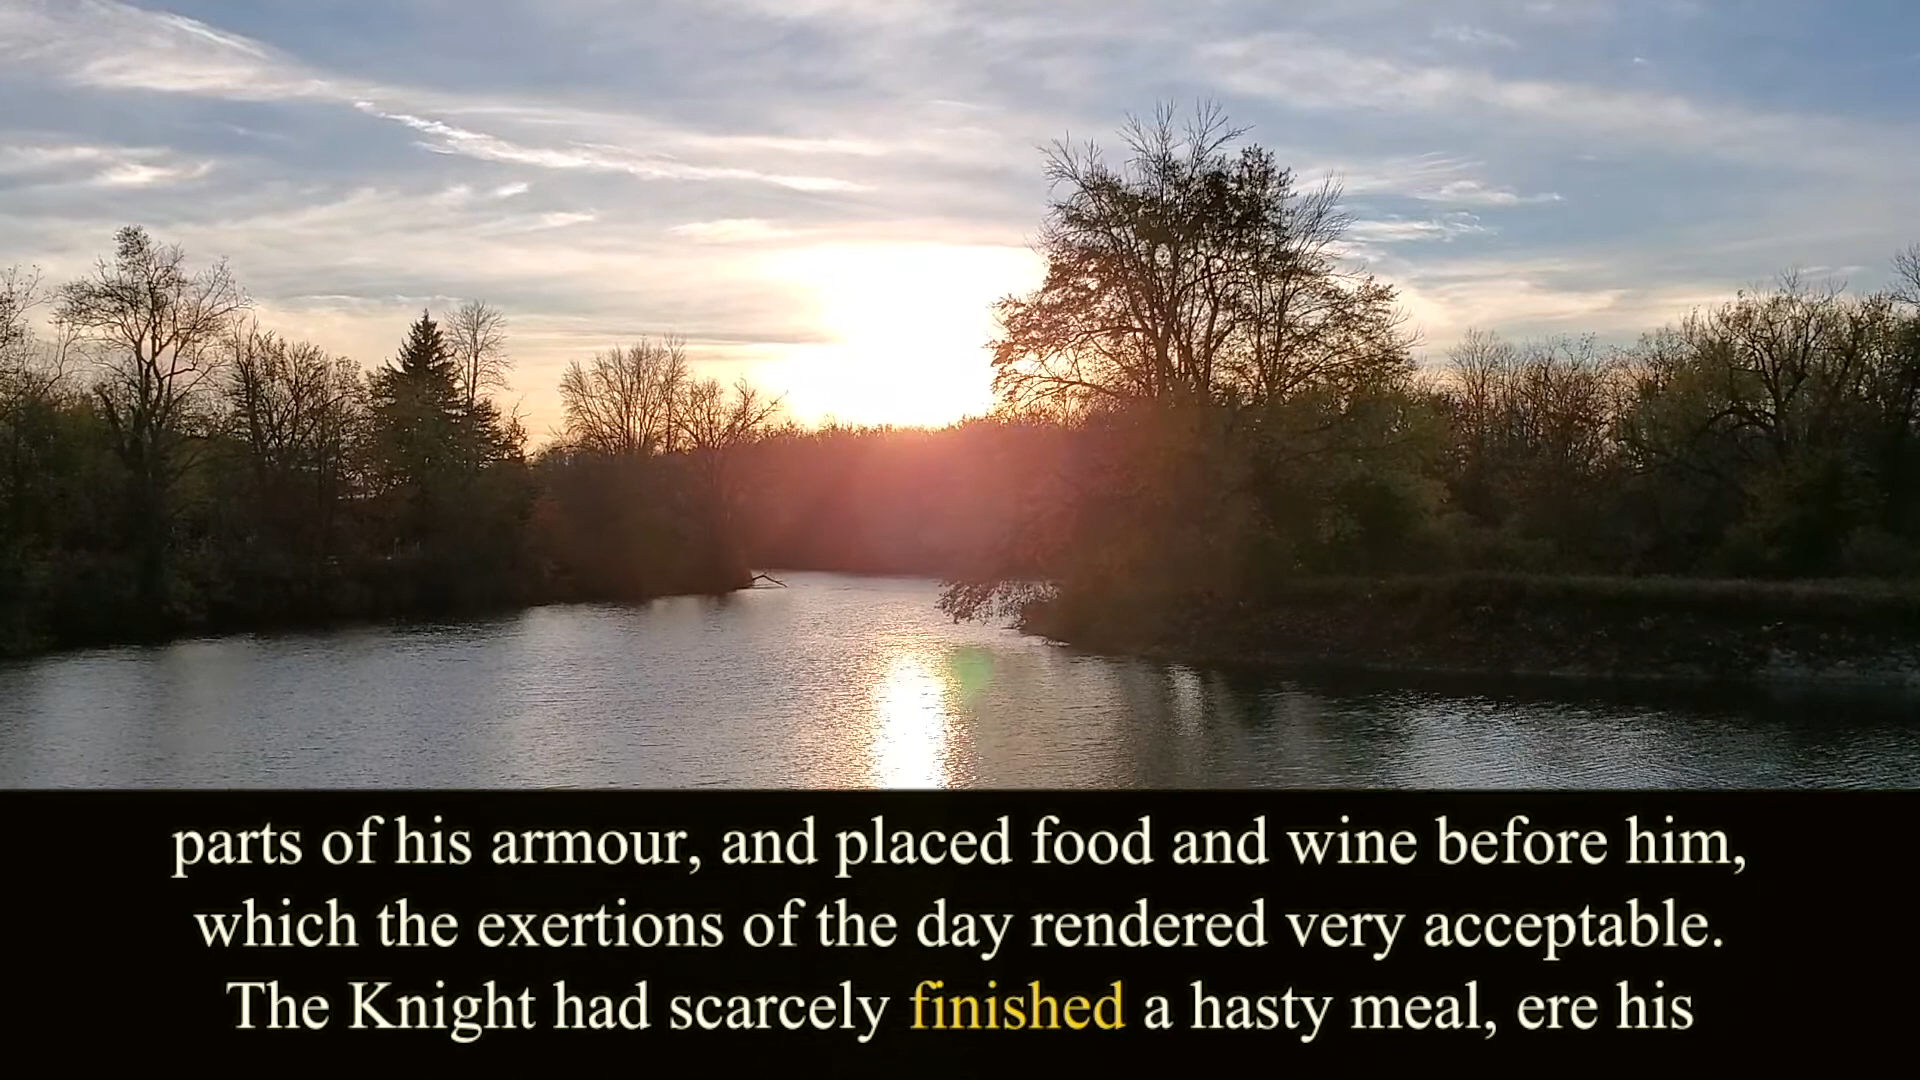 parts of his armour, and placed food and wine before him,
which the exertions of the day rendered very acceptable.
The Knight had scarcely finished a hasty meal, ere his